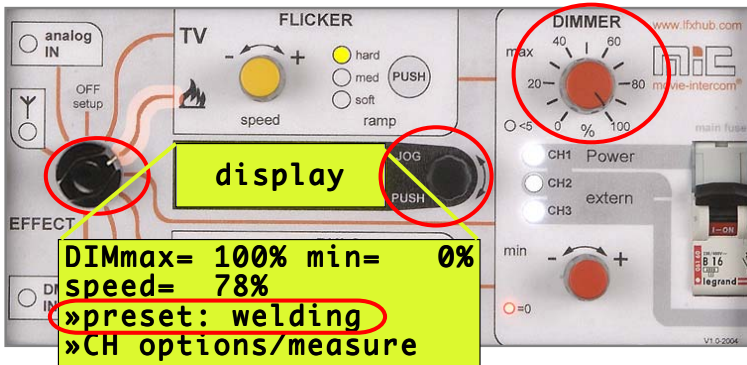 FLICKER
DIMMER
www.lfxhub.com
analog
IN
TV
- +
hard
med
soft
PUSH
speed
ramp
OFF
setup
max
0 20 40 60 80 100
%
MIC
movie-intercom®
<5
main fuse
CH1 Power
CH2
extern
CH3
JOG
PUSH
display
EFFECT
min
- +
=0
I-ON
B 16
legrand
V1.0-2004
DIMmax= 100% min= 0%
speed= 78%
»preset: welding
»CH options/measure